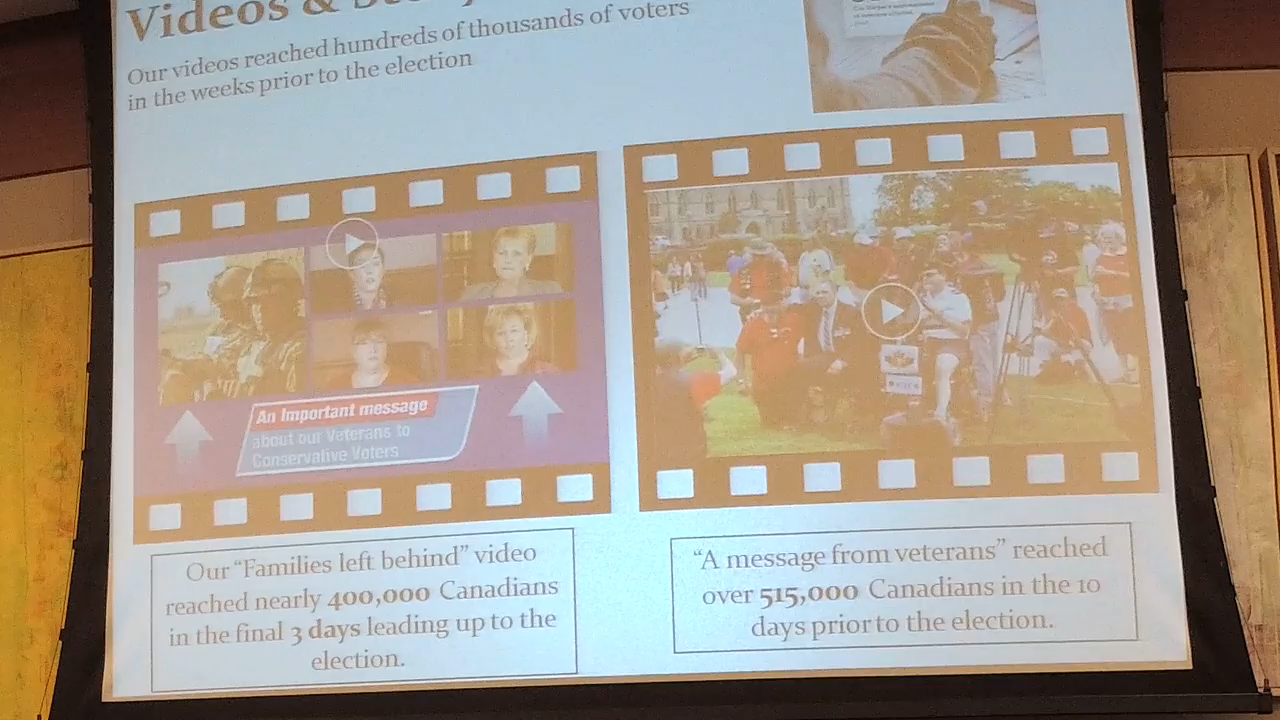 Videos &
Our videos reached hundreds of thousands of voters
in the weeks prior to the election
An Important message
about our Veterans to
Conservative Voters
Our “Families left behind” video
reached nearly 400,000 Canadians
in the final 3 days leading up to the
election.
“A message from veterans” reached
over 515,000 Canadians in the 10
days prior to the election.